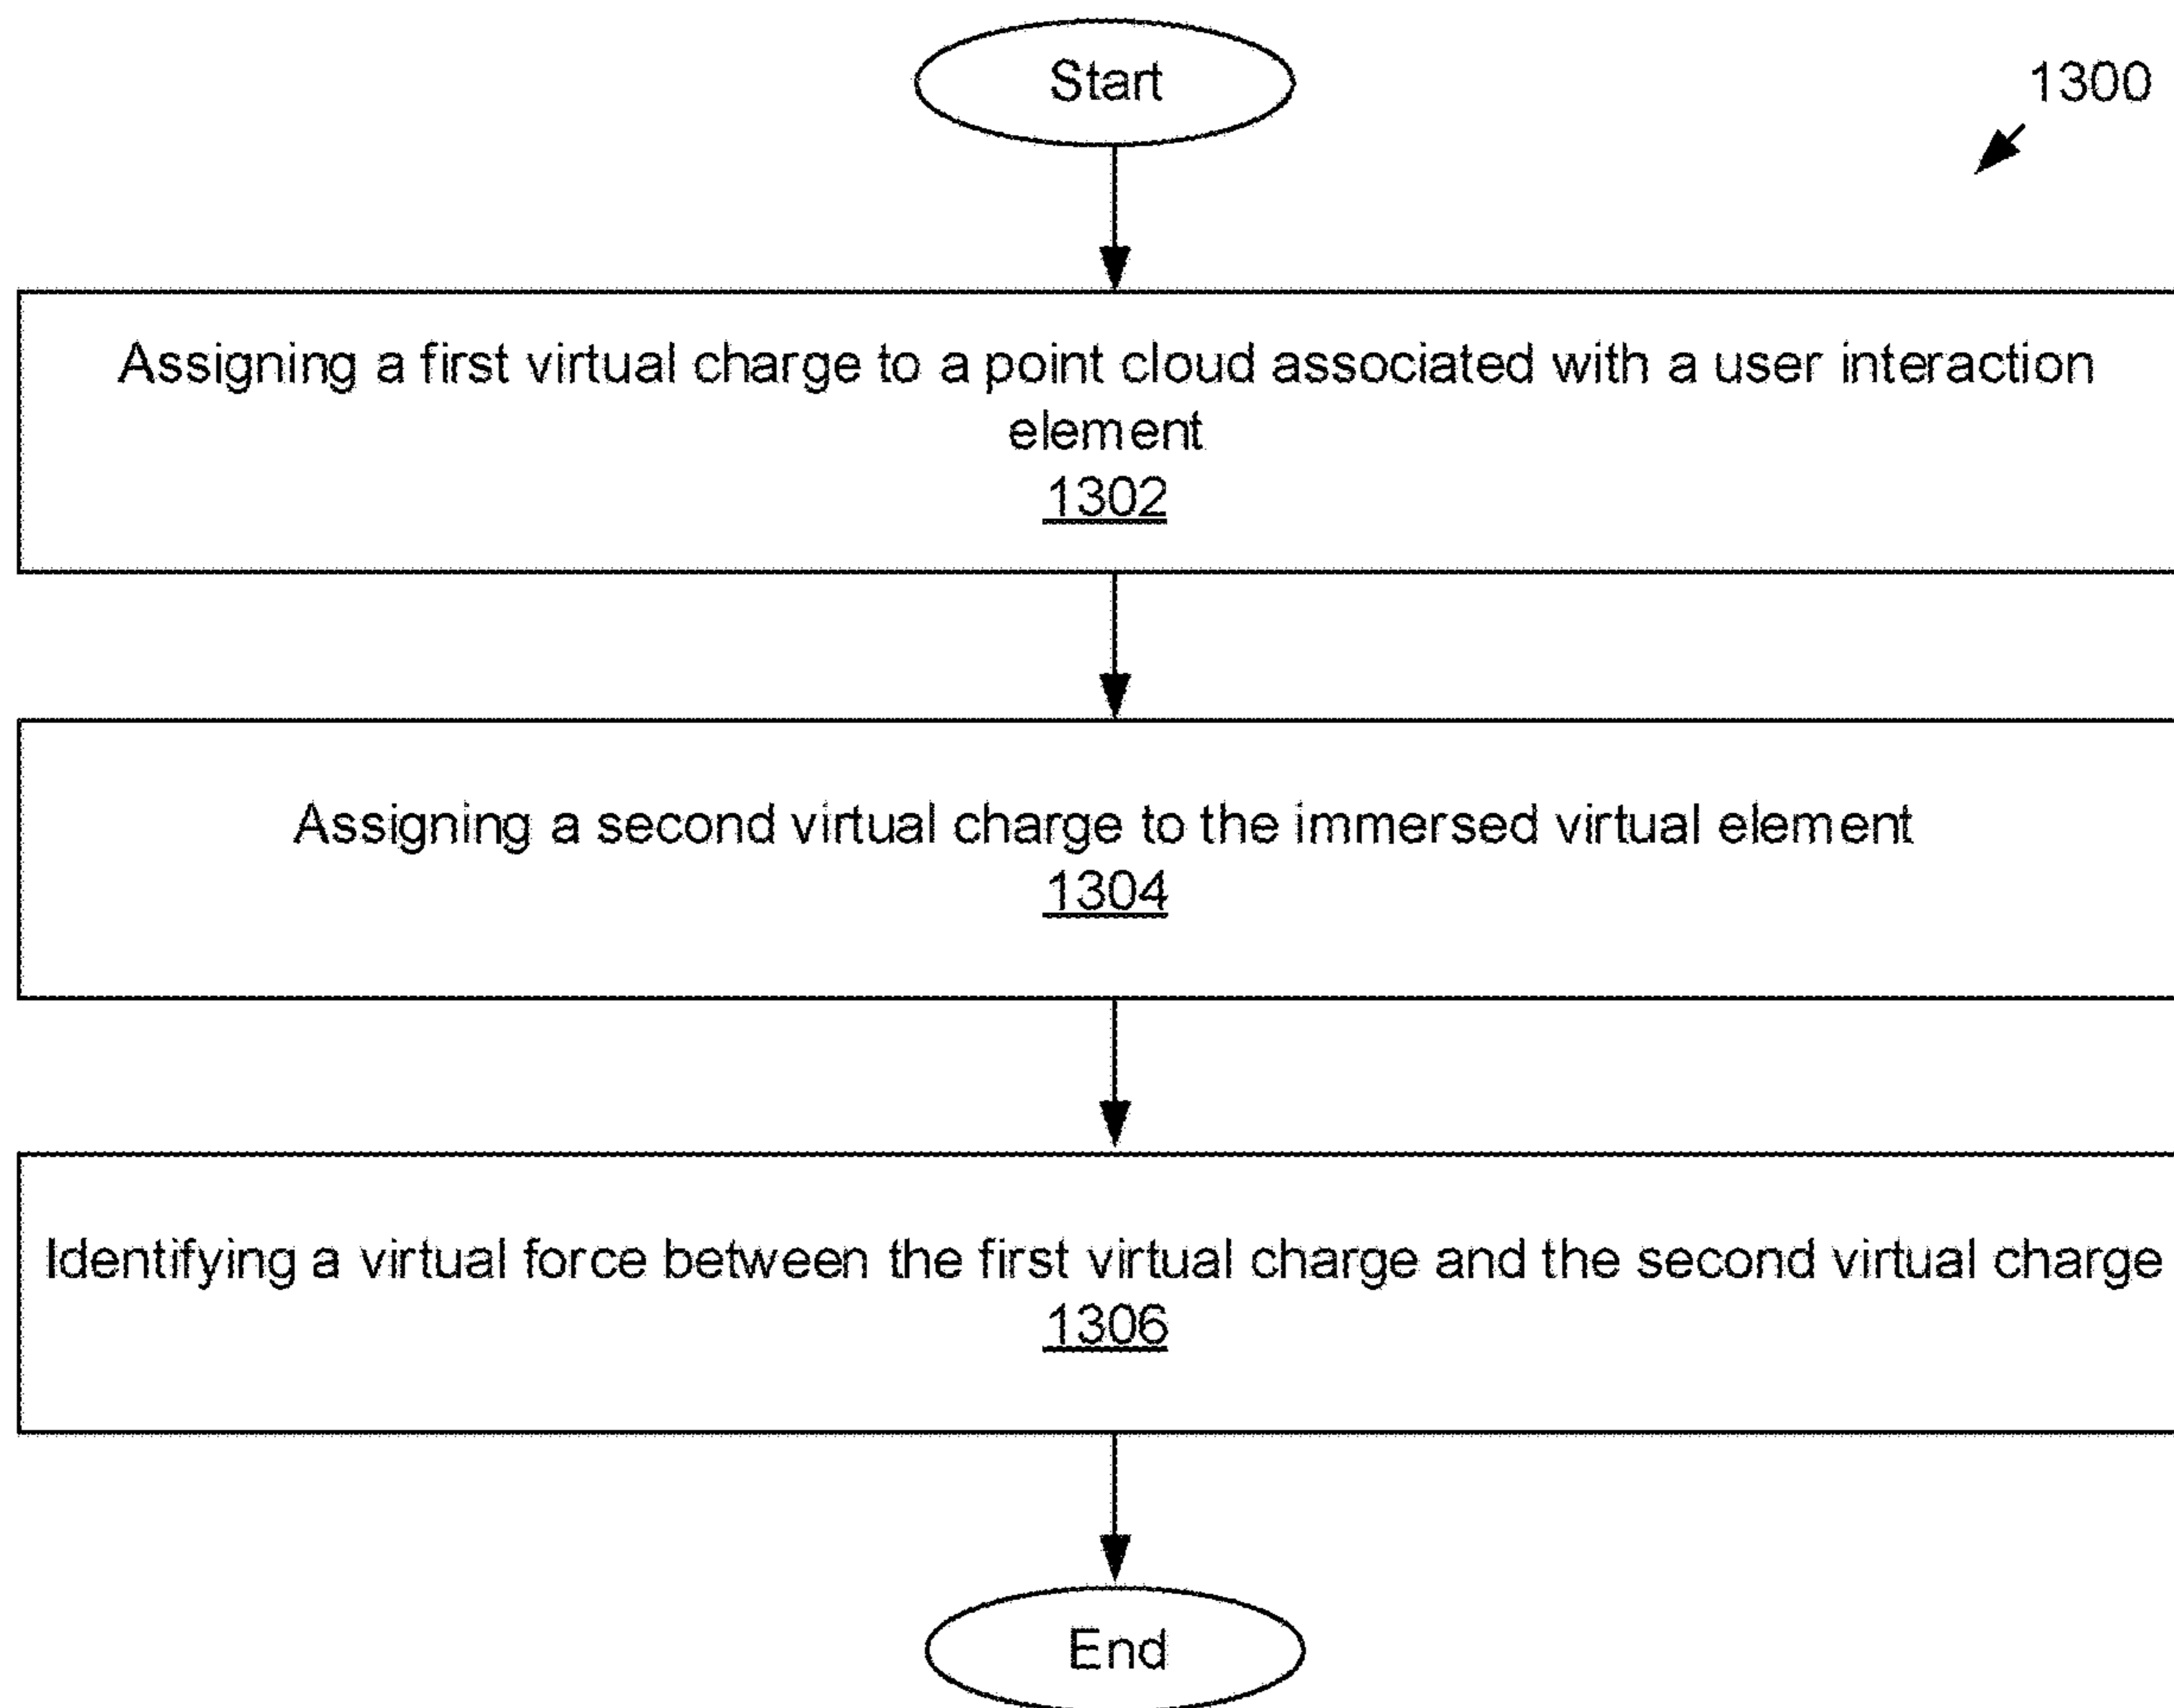 Start
1300
Assigning a first virtual charge to a point cloud associated with a user interaction
element
1302
Assigning a second virtual charge to the immersed virtual element
1304
Identifying a virtual force between the first virtual charge and the second virtual charge
1306
End